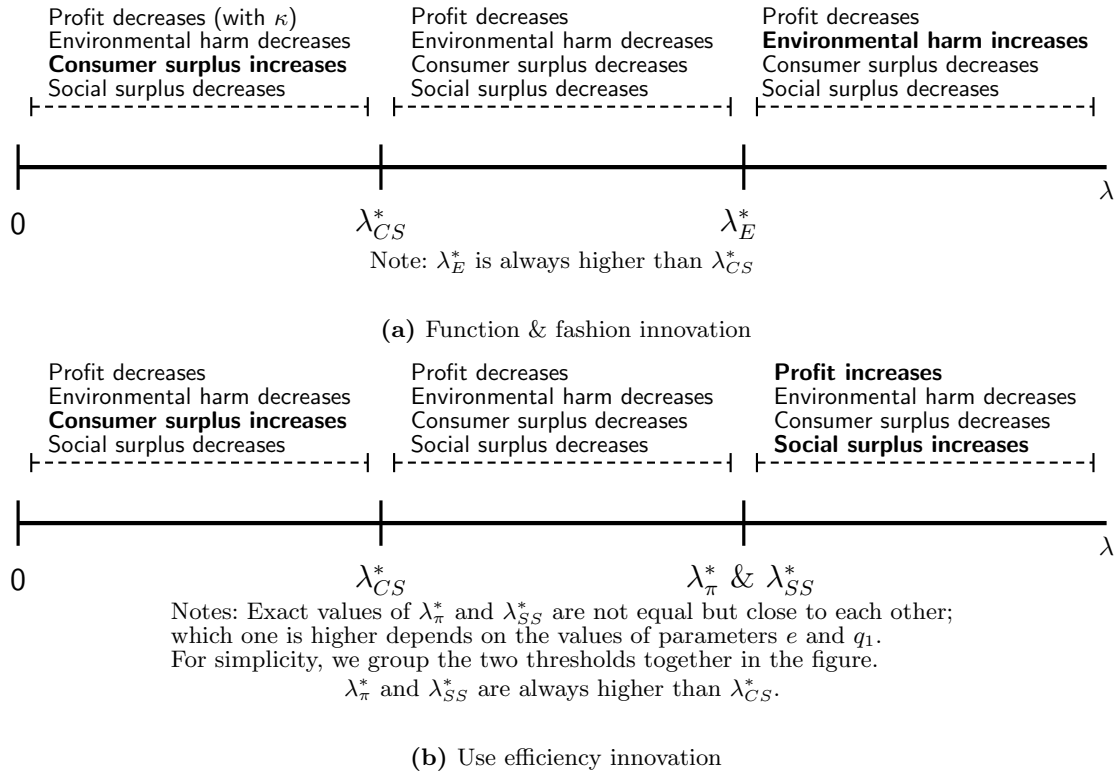 Profit decreases (with κ)
Environmental harm decreases
Consumer surplus increases
Social surplus decreases
Profit decreases
Environmental harm decreases
Consumer surplus decreases
Social surplus decreases
Profit decreases
Environmental harm increases
Consumer surplus decreases
Social surplus decreases
0
λ*_CS
λ*_E
λ
Note: λ*_E is always higher than λ*_CS
(a) Function & fashion innovation
Profit decreases
Environmental harm decreases
Consumer surplus increases
Social surplus decreases
Profit decreases
Environmental harm decreases
Consumer surplus decreases
Social surplus decreases
Profit increases
Environmental harm decreases
Consumer surplus decreases
Social surplus increases
0
λ*_CS
λ*_π & λ*_SS
λ
Notes: Exact values of λ*_π and λ*_SS are not equal but close to each other;
which one is higher depends on the values of parameters e and q₁.
For simplicity, we group the two thresholds together in the figure.
λ*_π and λ*_SS are always higher than λ*_CS.
(b) Use efficiency innovation